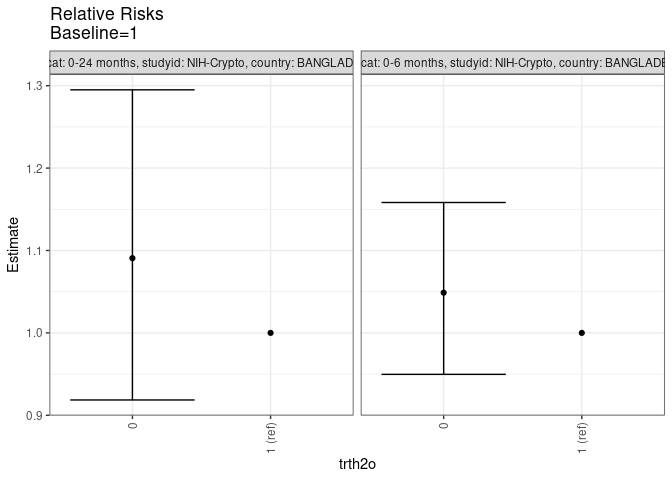 Relative Risks
Baseline=1
cat: 0-24 months, studyid: NIH-Crypto, country: BANGLAD
cat: 0-6 months, studyid: NIH-Crypto, country: BANGLADE
1.3
1.2
1.1
1.0
0.9
Estimate
0
1 (ref)
0
1 (ref)
trth2o